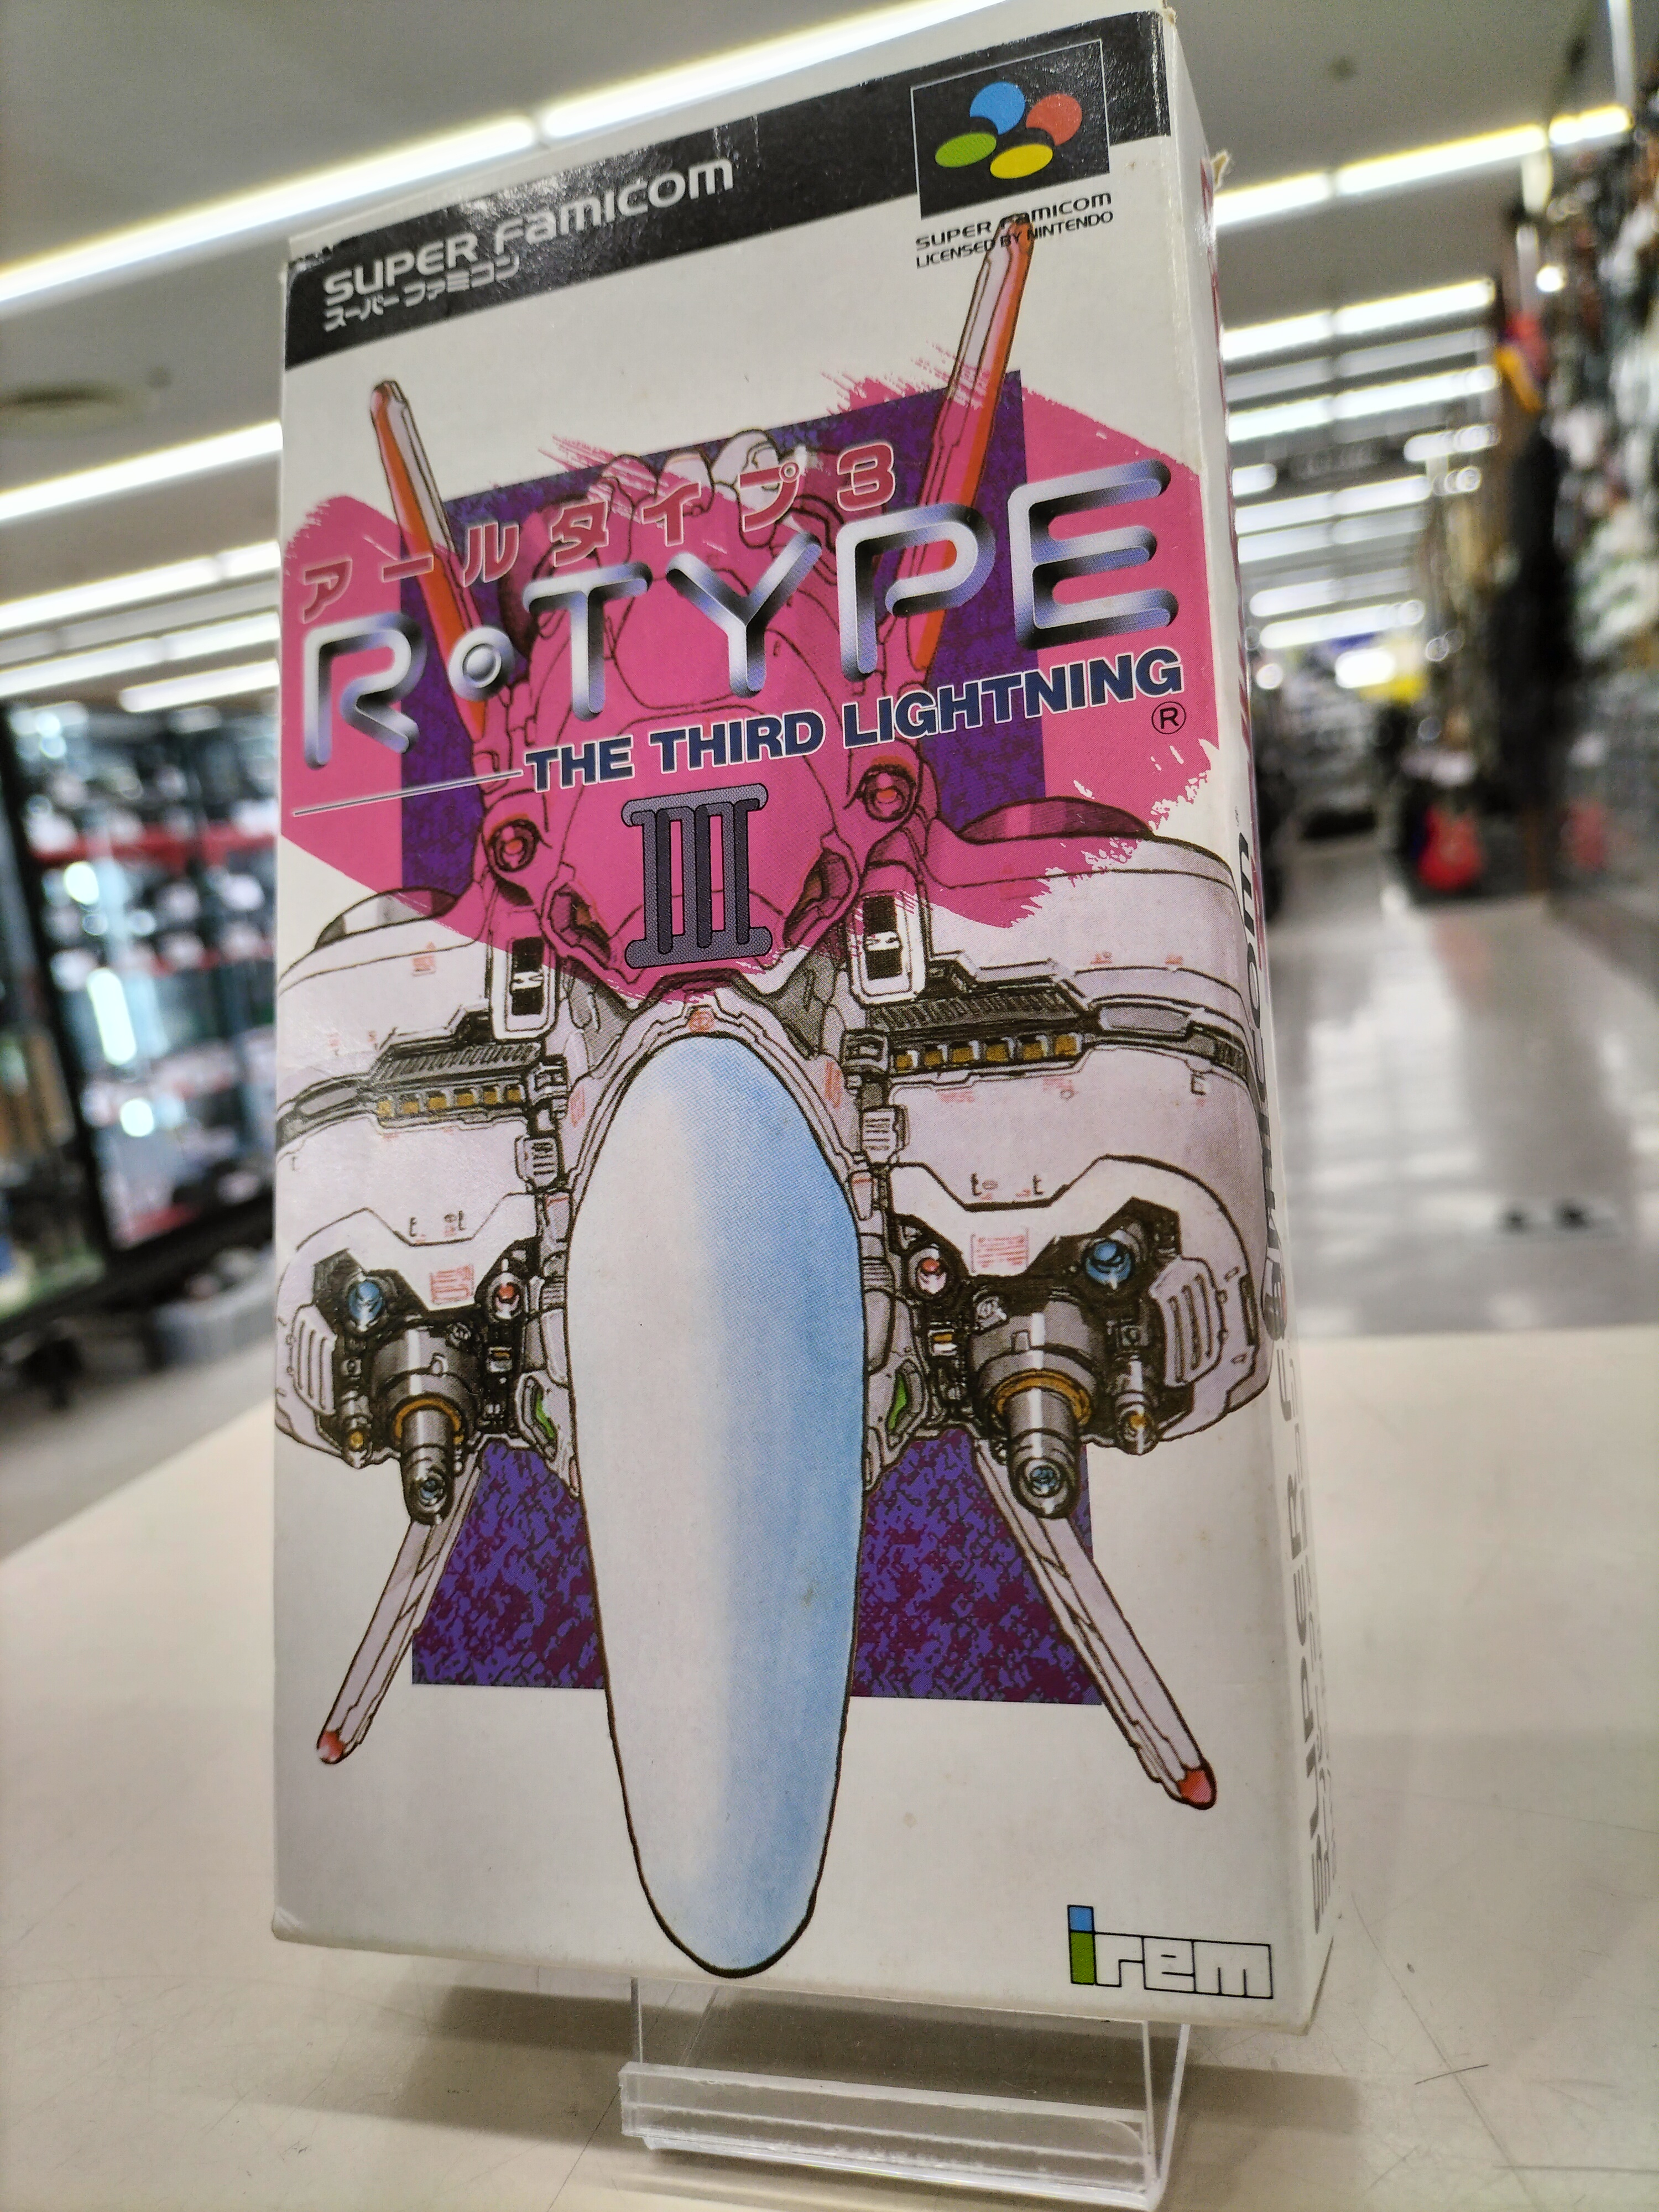 SUPER Famicom
スーパーファミコン
SUPER FAMICOM
LICENSED BY NINTENDO
アールタイプ3
R·TYPE
THE THIRD LIGHTNING
®
III
irem